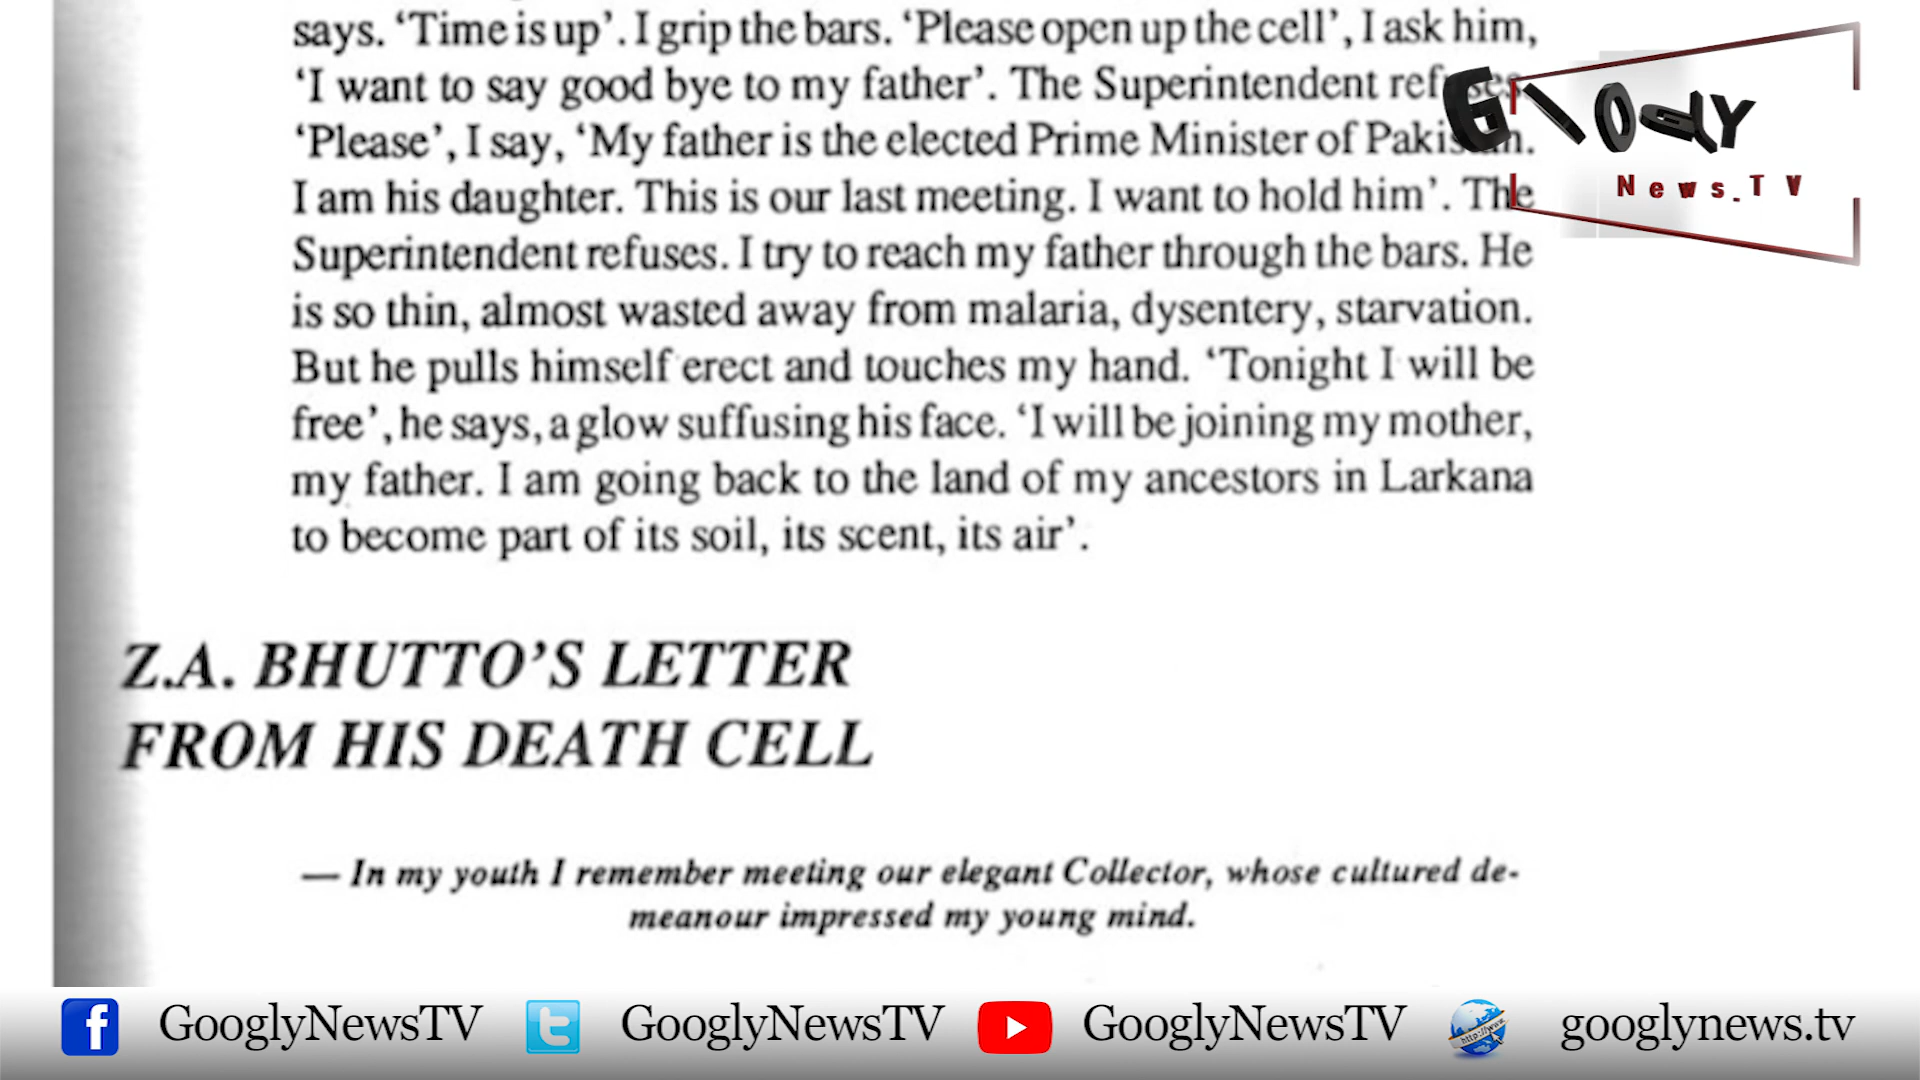 says. ‘Time is up’. I grip the bars. ‘Please open up the cell’, I ask him,
‘I want to say good bye to my father’. The Superintendent refuses.
‘Please’, I say, ‘My father is the elected Prime Minister of Pakistan.
I am his daughter. This is our last meeting. I want to hold him’. The
Superintendent refuses. I try to reach my father through the bars. He
is so thin, almost wasted away from malaria, dysentery, starvation.
But he pulls himself erect and touches my hand. ‘Tonight I will be
free’, he says, a glow suffusing his face. ‘I will be joining my mother,
my father. I am going back to the land of my ancestors in Larkana
to become part of its soil, its scent, its air’.
GOOGLY
News.TV
Z.A. BHUTTO’S LETTER
FROM HIS DEATH CELL
— In my youth I remember meeting our elegant Collector, whose cultured de-
meanour impressed my young mind.
GooglyNewsTV GooglyNewsTV GooglyNewsTV googlynews.tv